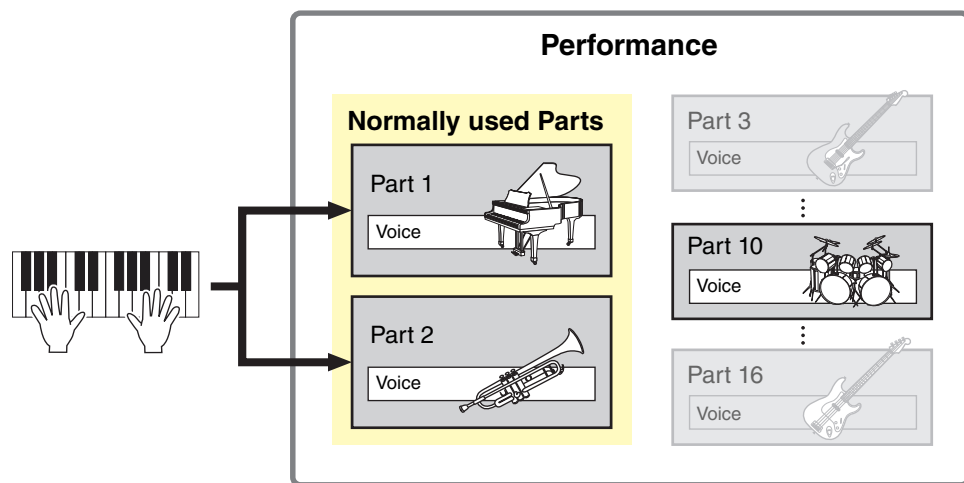 Performance
Normally used Parts
Part 1
Voice
Part 2
Voice
Part 3
Voice
Part 10
Voice
Part 16
Voice